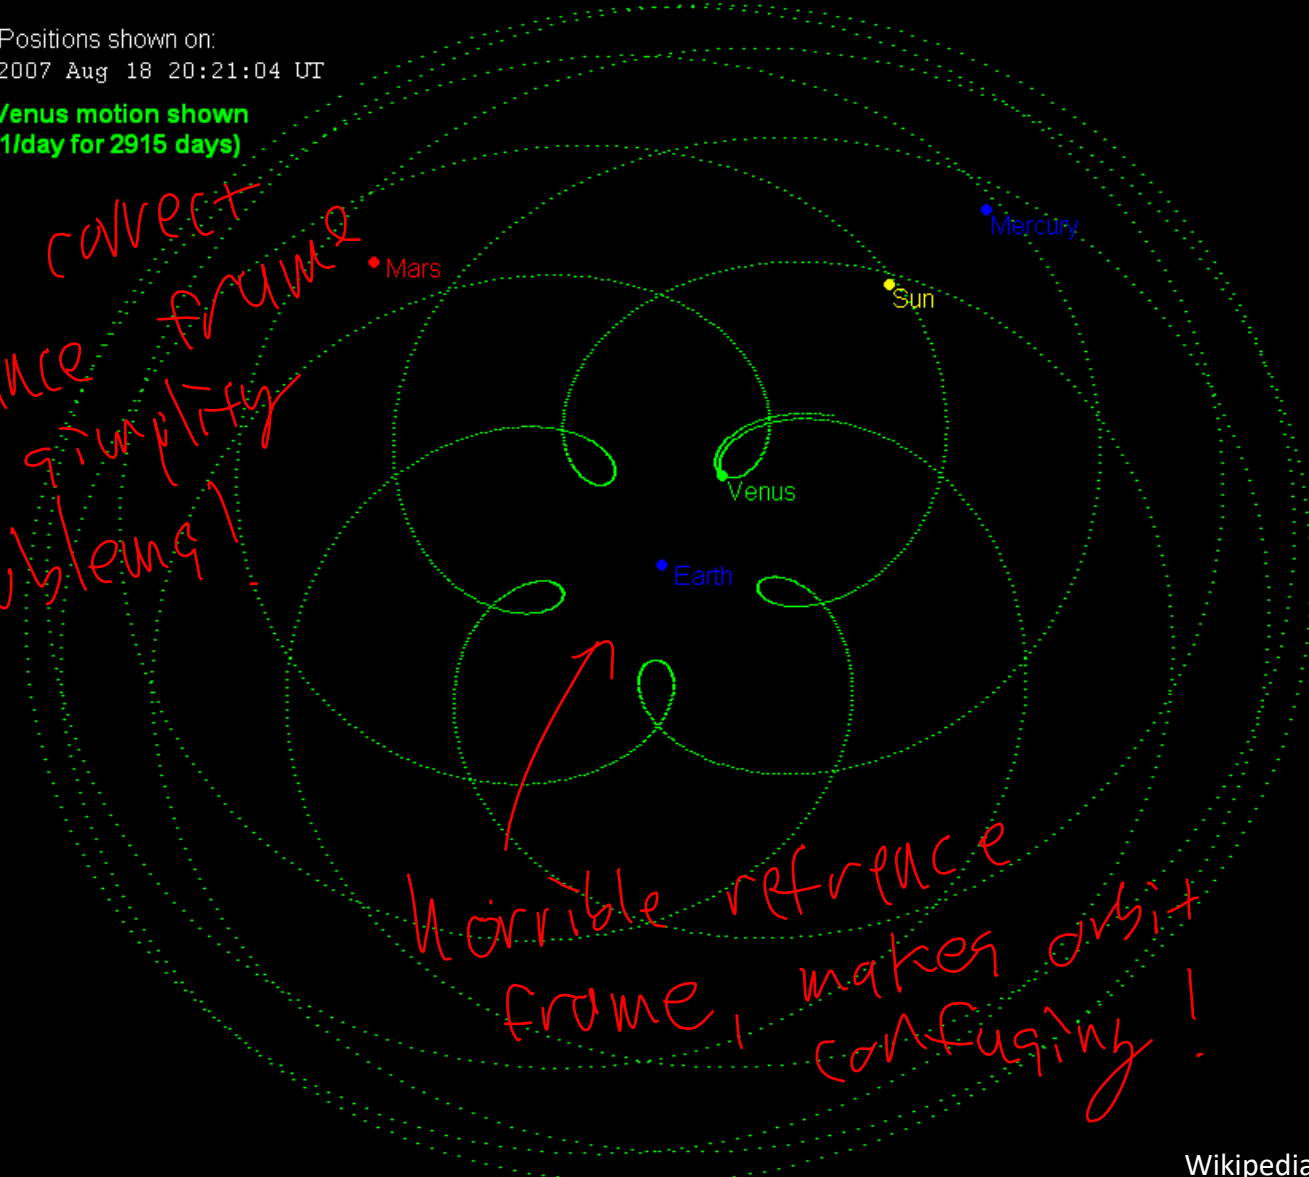 Positions shown on:
2007 Aug 18 20:21:04 UT
Venus motion shown
1/day for 2915 days)
correct
frame
simplify
Mars
Mercury
Sun
Venus
Earth
horrible refrence
frame, makes orbit
confusing!
Wikipedia